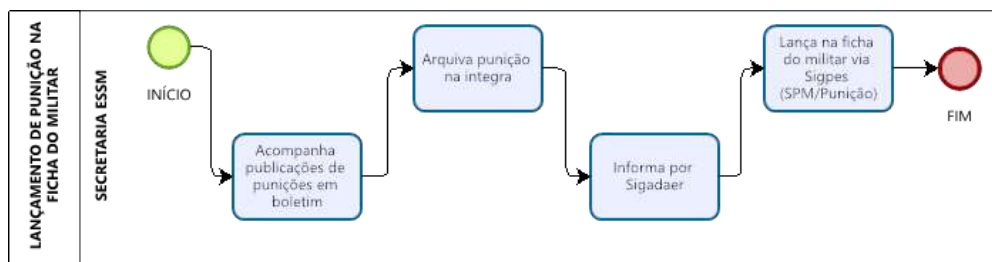 LANÇAMENTO DE PUNIÇÃO NA
FICHA DO MILITAR
SECRETARIA ESSM
INÍCIO
Acompanha
publicações de
punições em
boletim
Arquiva punição
na integra
Informa por
Sigadaer
Lança na ficha
do militar via
Sigpes
(SPM/Punição)
FIM